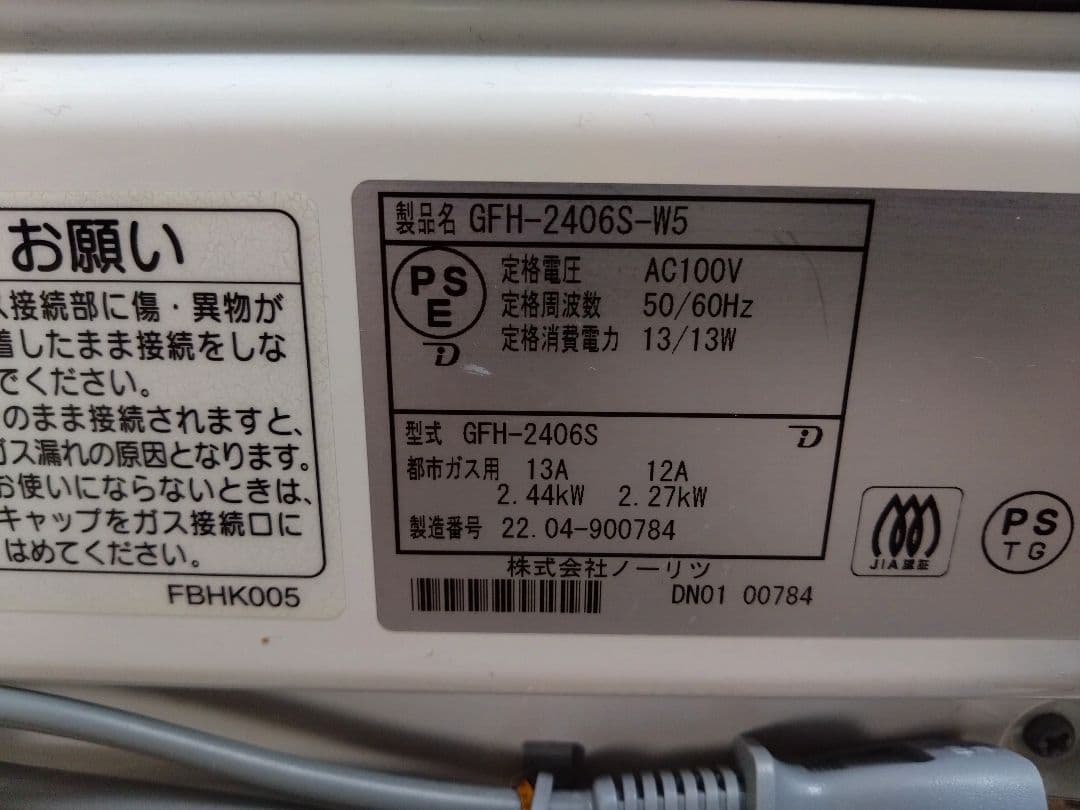 お願い
ス接続部に傷・異物が
着したまま接続をしな
でください。
のまま接続されますと、
ガス漏れの原因となります。
お使いにならないときは、
キャップをガス接続口に
はめてください。
FBHK005
製品名 GFH-2406S-W5
PS
E
定格電圧 AC100V
定格周波数 50/60Hz
定格消費電力 13/13W
型式 GFH-2406S
都市ガス用 13A 12A
2.44kW 2.27kW
製造番号 22.04-900784
株式会社ノーリツ
DN01 00784
JIA認証
PS
TG